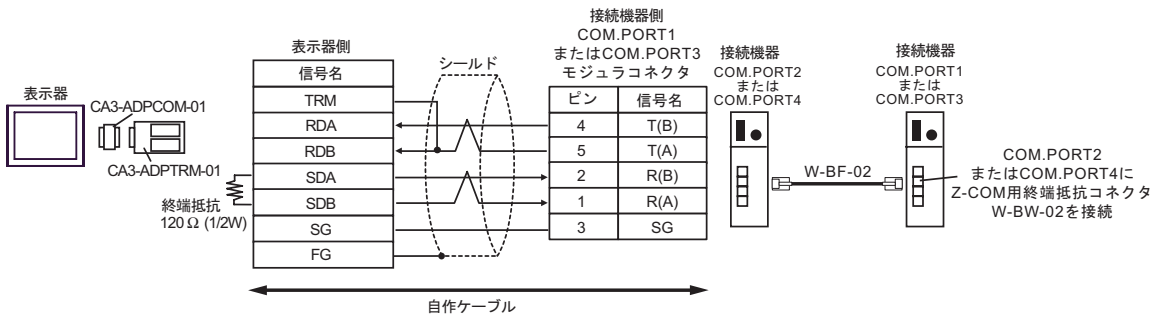 表示器
CA3-ADPCOM-01
CA3-ADPTRM-01
終端抵抗
120 Ω (1/2W)
表示器側
信号名
TRM
RDA
RDB
SDA
SDB
SG
FG
シールド
接続機器側
COM.PORT1
またはCOM.PORT3
モジュラコネクタ
ピン 信号名
4 T(B)
5 T(A)
2 R(B)
1 R(A)
3 SG
自作ケーブル
接続機器
COM.PORT2
または
COM.PORT4
W-BF-02
接続機器
COM.PORT1
または
COM.PORT3
COM.PORT2
またはCOM.PORT4に
Z-COM用終端抵抗コネクタ
W-BW-02を接続